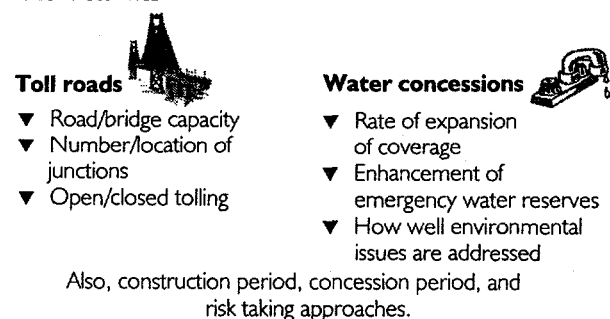 Toll roads
▼ Road/bridge capacity
▼ Number/location of
junctions
▼ Open/closed tolling
Water concessions
▼ Rate of expansion
of coverage
▼ Enhancement of
emergency water reserves
▼ How well environmental
issues are addressed
Also, construction period, concession period, and
risk taking approaches.